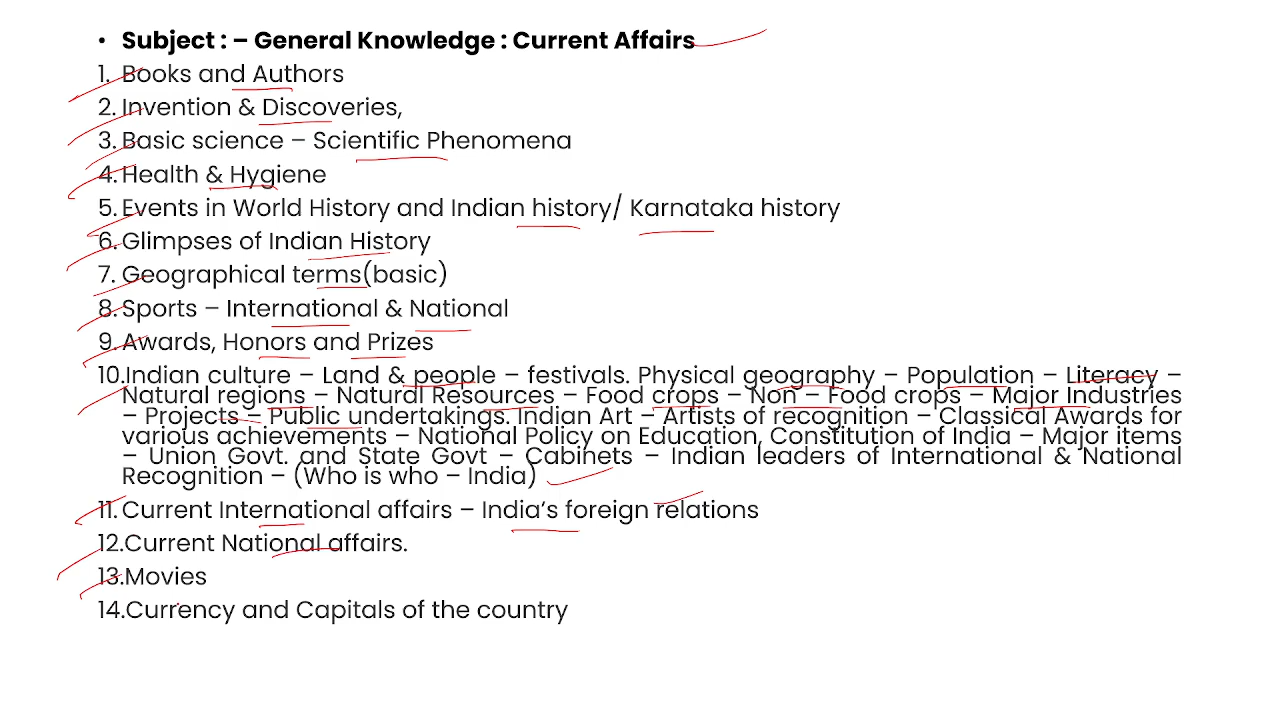 • Subject : – General Knowledge : Current Affairs
1. Books and Authors
2. Invention & Discoveries,
3. Basic science – Scientific Phenomena
4. Health & Hygiene
5. Events in World History and Indian history/ Karnataka history
6. Glimpses of Indian History
7. Geographical terms(basic)
8. Sports – International & National
9. Awards, Honors and Prizes
10.Indian culture – Land & people – festivals. Physical geography – Population – Literacy –
Natural regions – Natural Resources – Food crops – Non – Food crops – Major Industries
– Projects – Public undertakings. Indian Art – Artists of recognition – Classical Awards for
various achievements – National Policy on Education, Constitution of India – Major items
– Union Govt. and State Govt – Cabinets – Indian leaders of International & National
Recognition – (Who is who – India)
11. Current International affairs – India's foreign relations
12.Current National affairs.
13.Movies
14.Currency and Capitals of the country